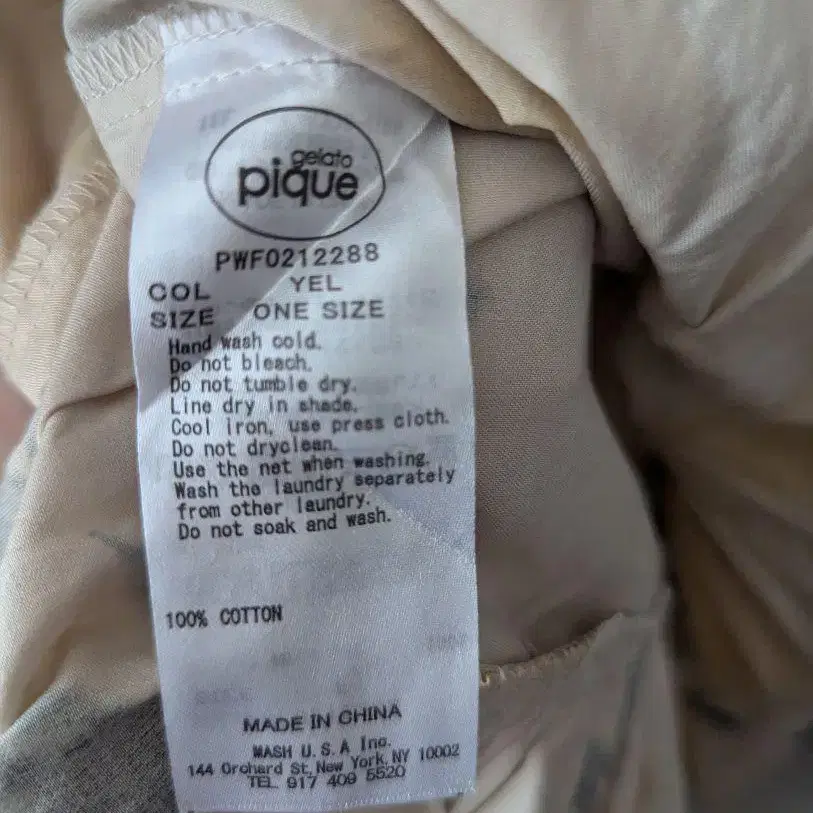 gelato
pique
PWFO212288
COL YEL
SIZE ONE SIZE
Hand wash cold.
Do not bleach.
Do not tumble dry.
Line dry in shade.
Cool iron, use press cloth.
Do not dryclean.
Use the net when washing.
Wash the laundry separately
from other laundry.
Do not soak and wash.
100% COTTON
MADE IN CHINA
MASH U.S.A Inc.
144 Orchard St, New York, NY 10002
TEL 917 409 5520